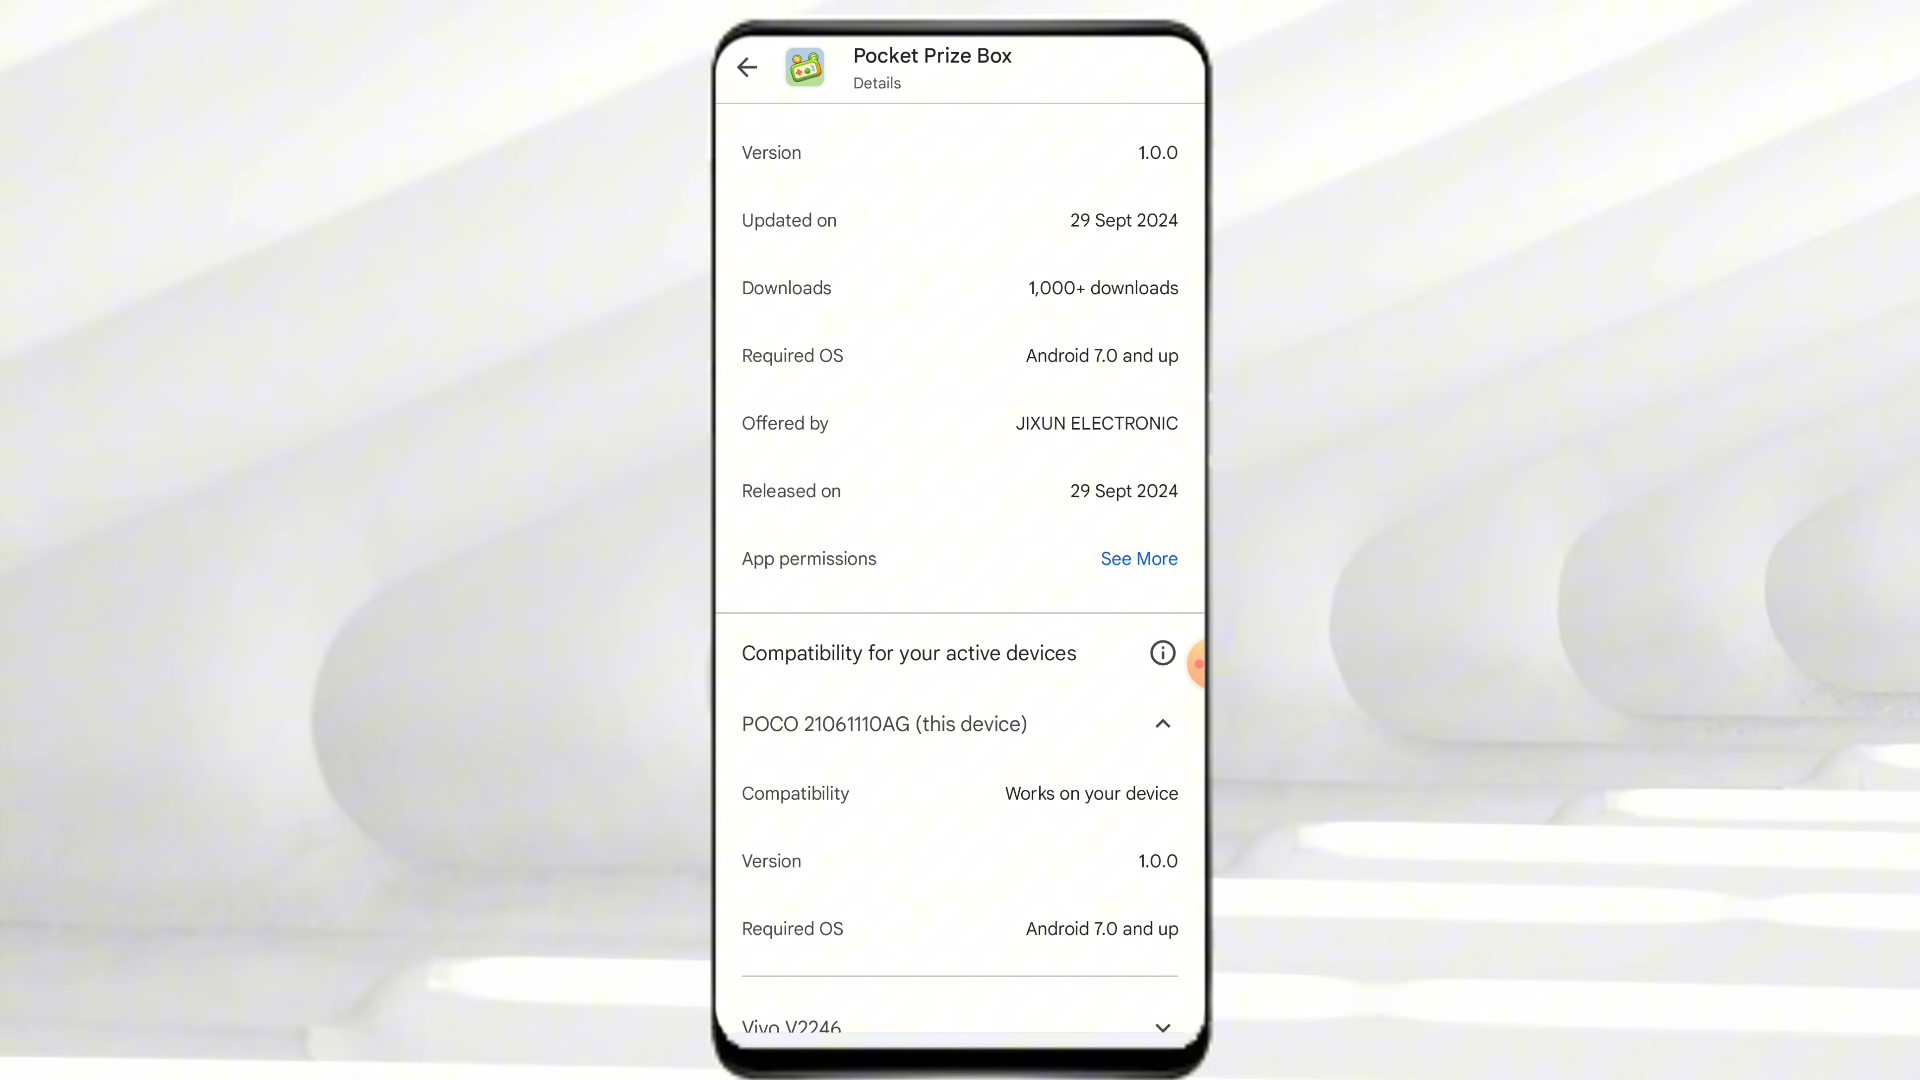 Pocket Prize Box
Details
Version 1.0.0
Updated on 29 Sept 2024
Downloads 1,000+ downloads
Required OS Android 7.0 and up
Offered by JIXUN ELECTRONIC
Released on 29 Sept 2024
App permissions See More
Compatibility for your active devices
POCO 21061110AG (this device)
Compatibility Works on your device
Version 1.0.0
Required OS Android 7.0 and up
Vivo V2246